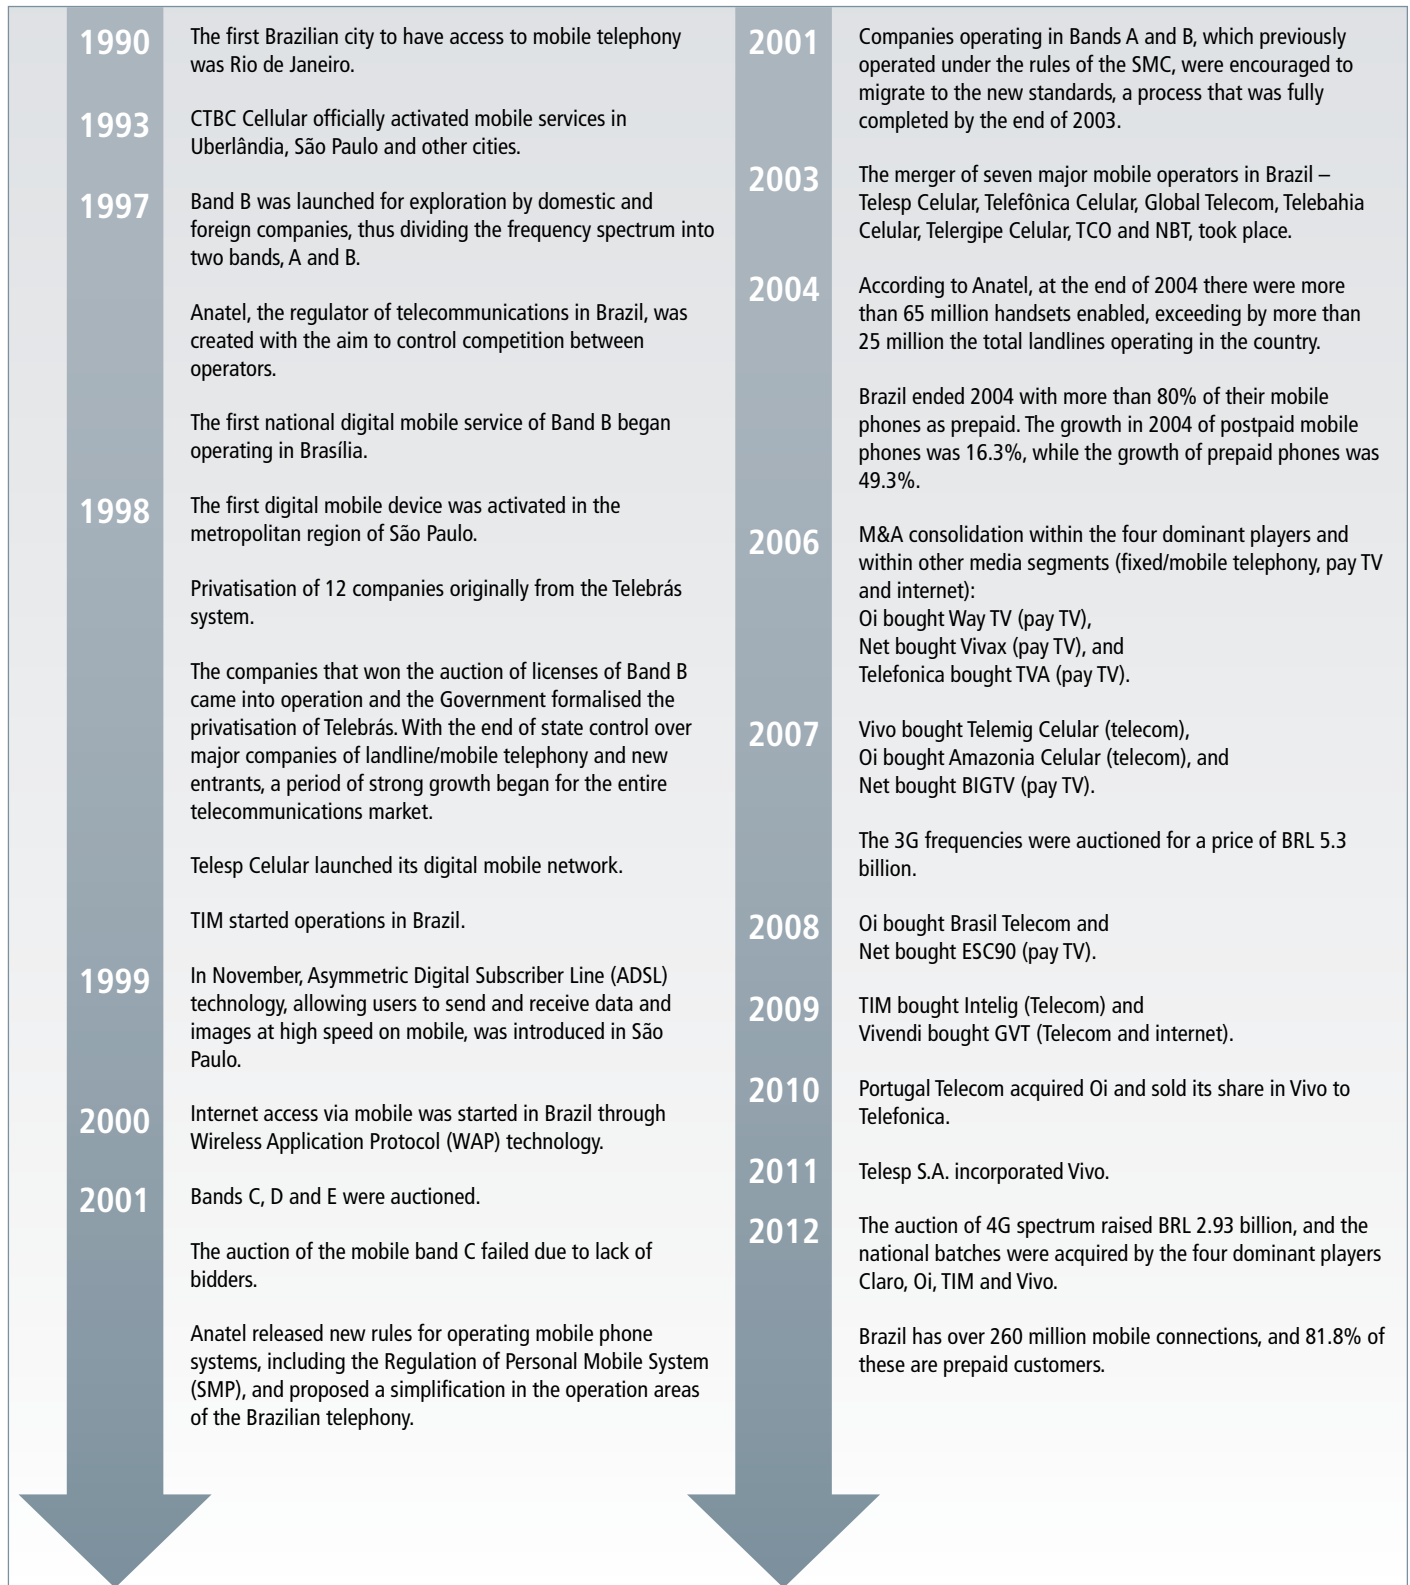 1990
The first Brazilian city to have access to mobile telephony
was Rio de Janeiro.
1993
CTBC Cellular officially activated mobile services in
Uberlândia, São Paulo and other cities.
1997
Band B was launched for exploration by domestic and
foreign companies, thus dividing the frequency spectrum into
two bands, A and B.
Anatel, the regulator of telecommunications in Brazil, was
created with the aim to control competition between
operators.
The first national digital mobile service of Band B began
operating in Brasília.
1998
The first digital mobile device was activated in the
metropolitan region of São Paulo.
Privatisation of 12 companies originally from the Telebrás
system.
The companies that won the auction of licenses of Band B
came into operation and the Government formalised the
privatisation of Telebrás. With the end of state control over
major companies of landline/mobile telephony and new
entrants, a period of strong growth began for the entire
telecommunications market.
Telesp Celular launched its digital mobile network.
TIM started operations in Brazil.
1999
In November, Asymmetric Digital Subscriber Line (ADSL)
technology, allowing users to send and receive data and
images at high speed on mobile, was introduced in São
Paulo.
2000
Internet access via mobile was started in Brazil through
Wireless Application Protocol (WAP) technology.
2001
Bands C, D and E were auctioned.
The auction of the mobile band C failed due to lack of
bidders.
Anatel released new rules for operating mobile phone
systems, including the Regulation of Personal Mobile System
(SMP), and proposed a simplification in the operation areas
of the Brazilian telephony.
2001
Companies operating in Bands A and B, which previously
operated under the rules of the SMC, were encouraged to
migrate to the new standards, a process that was fully
completed by the end of 2003.
2003
The merger of seven major mobile operators in Brazil –
Telesp Celular, Telefônica Celular, Global Telecom, Telebahia
Celular, Telergipe Celular, TCO and NBT, took place.
2004
According to Anatel, at the end of 2004 there were more
than 65 million handsets enabled, exceeding by more than
25 million the total landlines operating in the country.
Brazil ended 2004 with more than 80% of their mobile
phones as prepaid. The growth in 2004 of postpaid mobile
phones was 16.3%, while the growth of prepaid phones was
49.3%.
2006
M&A consolidation within the four dominant players and
within other media segments (fixed/mobile telephony, pay TV
and internet):
Oi bought Way TV (pay TV),
Net bought Vivax (pay TV), and
Telefonica bought TVA (pay TV).
2007
Vivo bought Telemig Celular (telecom),
Oi bought Amazonia Celular (telecom), and
Net bought BIGTV (pay TV).
The 3G frequencies were auctioned for a price of BRL 5.3
billion.
2008
Oi bought Brasil Telecom and
Net bought ESC90 (pay TV).
2009
TIM bought Intelig (Telecom) and
Vivendi bought GVT (Telecom and internet).
2010
Portugal Telecom acquired Oi and sold its share in Vivo to
Telefonica.
2011
Telesp S.A. incorporated Vivo.
2012
The auction of 4G spectrum raised BRL 2.93 billion, and the
national batches were acquired by the four dominant players
Claro, Oi, TIM and Vivo.
Brazil has over 260 million mobile connections, and 81.8% of
these are prepaid customers.